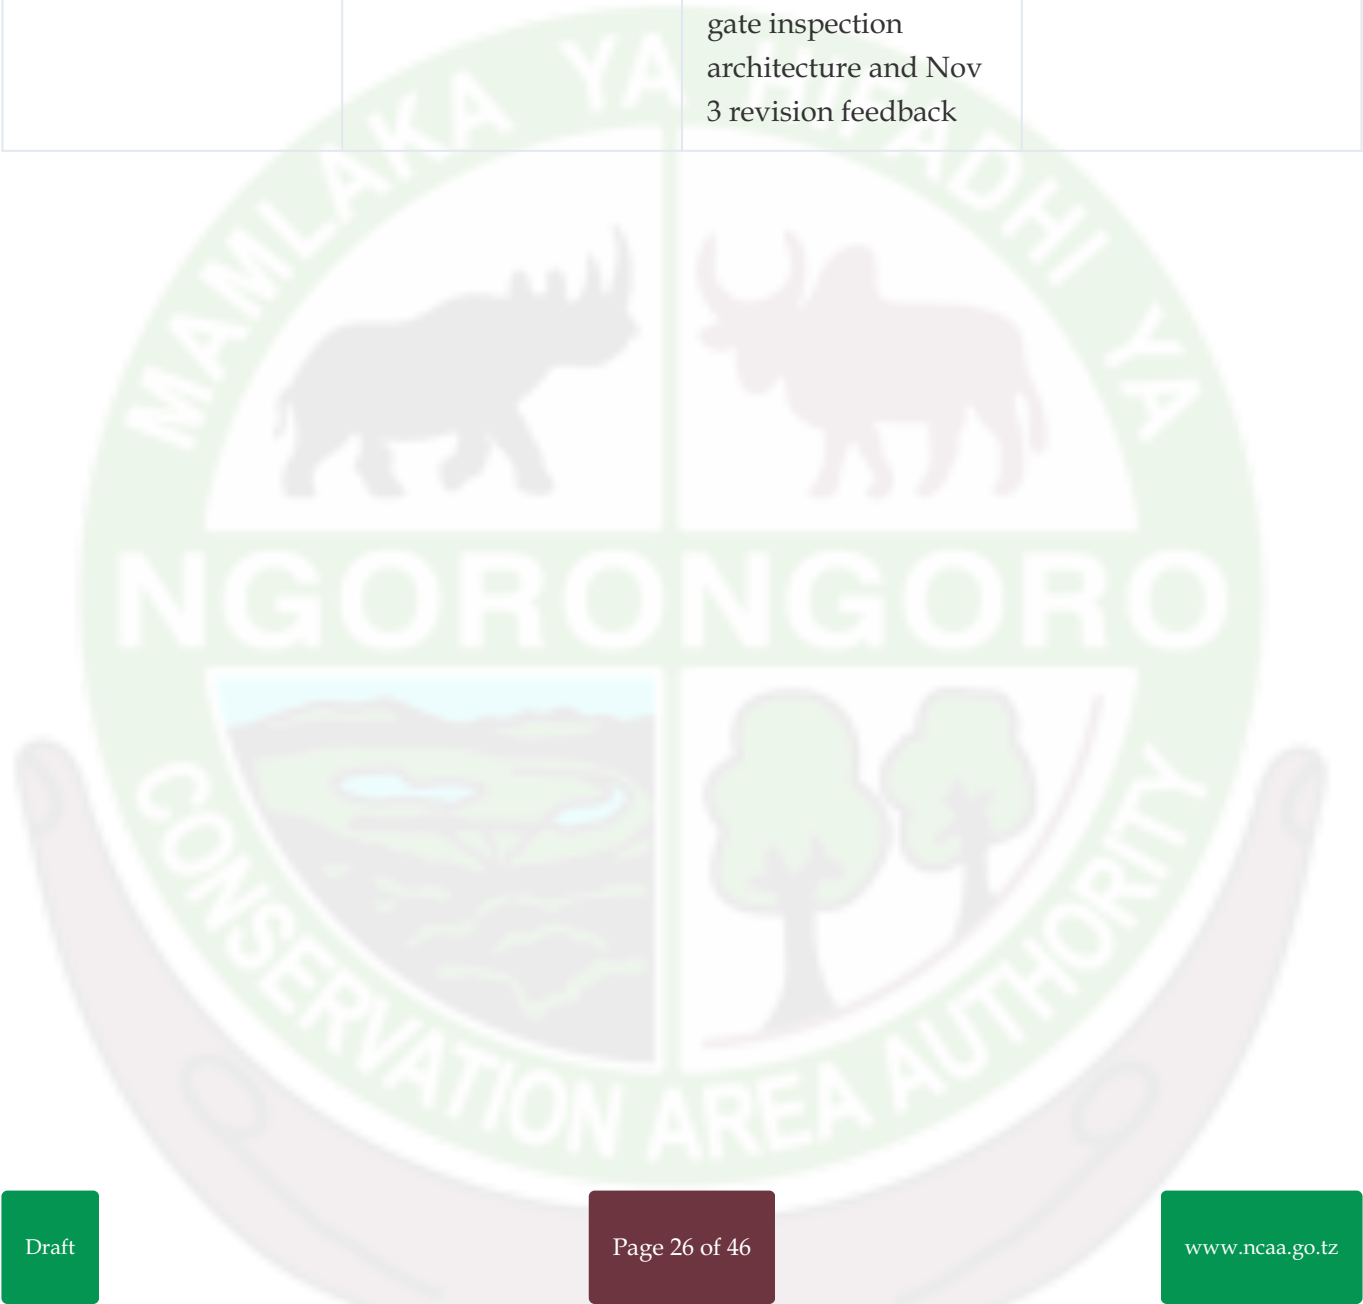 gate inspection
architecture and Nov
3 revision feedback
MAMLAKA YA HIFADHI YA
NGORONGORO
CONSERVATION AREA AUTHORITY
Draft
Page 26 of 46
www.ncaa.go.tz